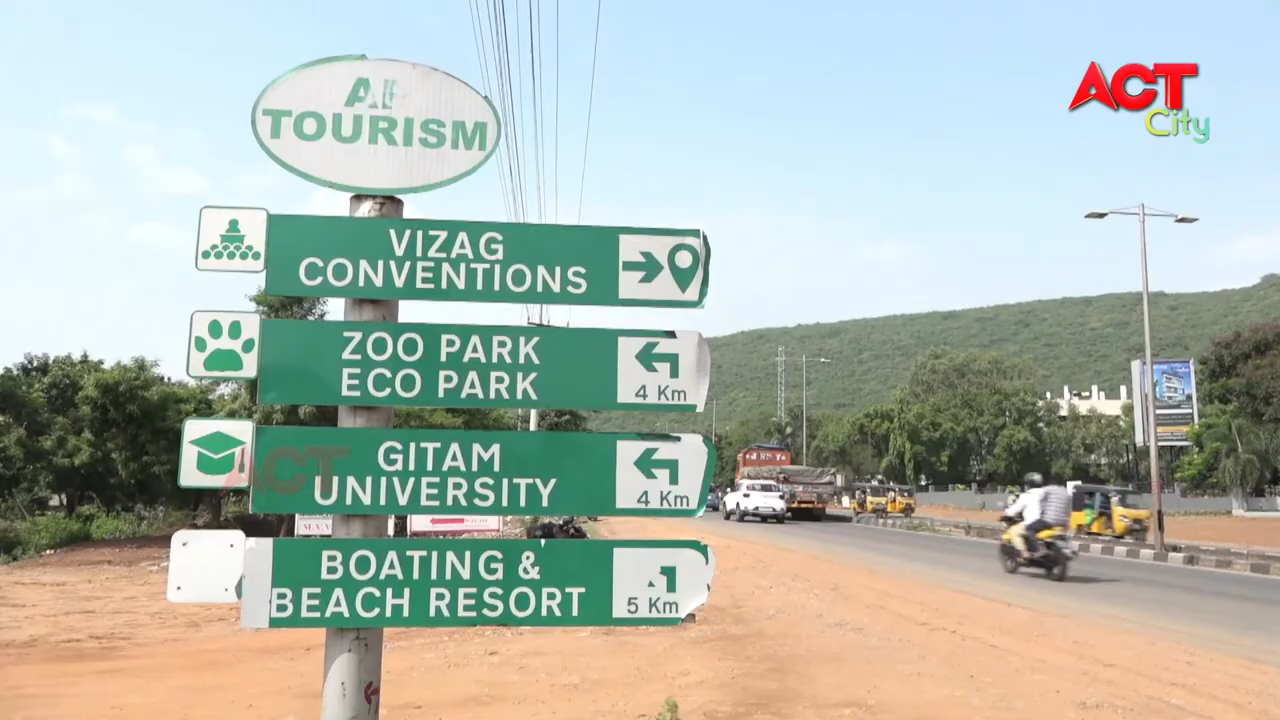 ACT
City
AP
TOURISM
VIZAG
CONVENTIONS
ZOO PARK
ECO PARK
4 Km
GITAM
UNIVERSITY
4 Km
ACT
BOATING &
BEACH RESORT
5 Km